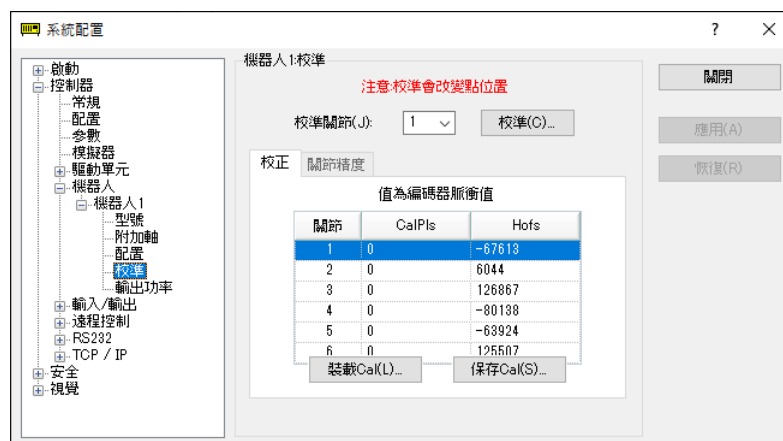 系統配置
?
×
啟動
控制器
常規
配置
參數
模擬器
驅動單元
機器人
機器人1
型號
附加軸
配置
校準
輸出功率
輸入/輸出
遠程控制
RS232
TCP / IP
安全
視覺
機器人1:校準
注意:校準會改變點位置
校準關節(J):
1
校準(C)...
校正
關節精度
值為編碼器脈衝值
關節 CalPls Hofs
1 0 -67613
2 0 6044
3 0 126867
4 0 -80138
5 0 -63924
6 0 125507
裝載Cal(L)...
保存Cal(S)...
關閉
應用(A)
恢復(R)